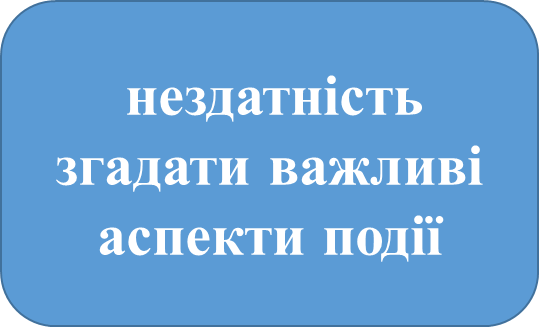 нездатність
згадати важливі
аспекти події